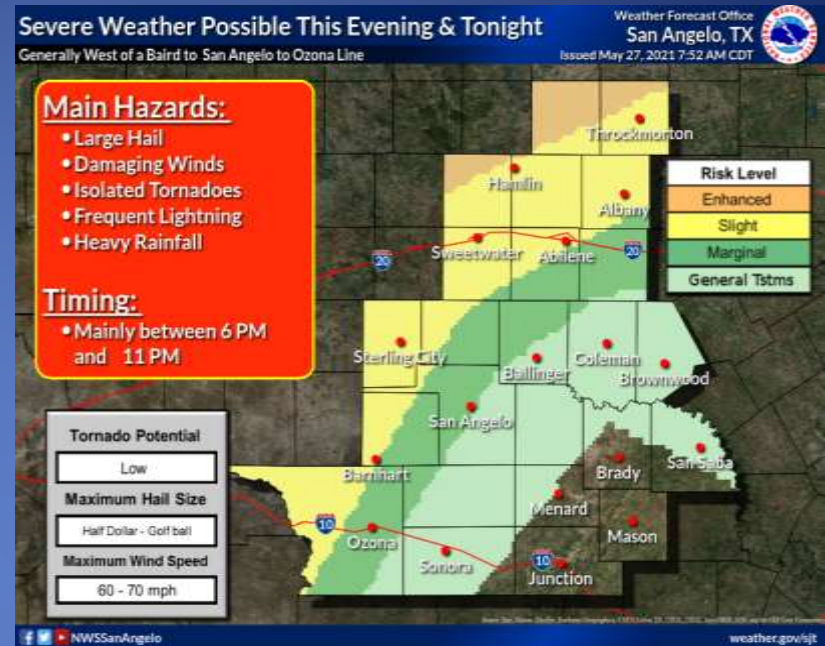 Severe Weather Possible This Evening & Tonight
Generally West of a Baird to San Angelo to Ozona Line
Weather Forecast Office
San Angelo, TX
Issued May 27, 2021 7:52 AM CDT
Main Hazards:
• Large Hail
• Damaging Winds
• Isolated Tornadoes
• Frequent Lightning
• Heavy Rainfall
Timing:
• Mainly between 6 PM
and 11 PM
Throckmorton
Hamlin
Albany
Sweetwater
Abilene
20
20
Sterling City
Ballinger
Coleman
Brownwood
San Angelo
Barnhart
Brady
San Saba
Menard
Mason
10
Ozona
Sonora
10
Junction
Risk Level
Enhanced
Slight
Marginal
General Tstms
Tornado Potential
Low
Maximum Hail Size
Half Dollar - Golf ball
Maximum Wind Speed
60 - 70 mph
NWSSanAngelo
weather.gov/sjt